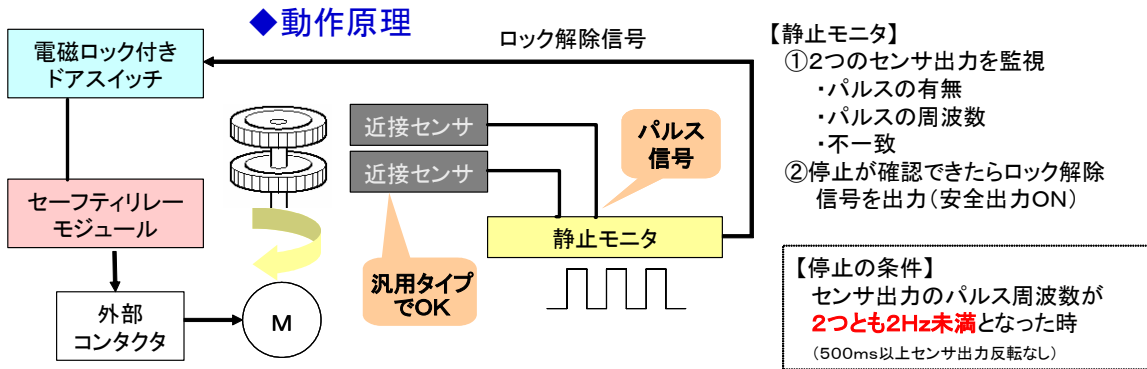 ◆動作原理
電磁ロック付き
ドアスイッチ
ロック解除信号
近接センサ
近接センサ
パルス
信号
セーフティリレー
モジュール
静止モニタ
汎用タイプ
でOK
外部
コンタクタ
M
【静止モニタ】
①2つのセンサ出力を監視
・パルスの有無
・パルスの周波数
・不一致
②停止が確認できたらロック解除
信号を出力(安全出力ON)
【停止の条件】
センサ出力のパルス周波数が
2つとも2Hz未満となった時
(500ms以上センサ出力反転なし)